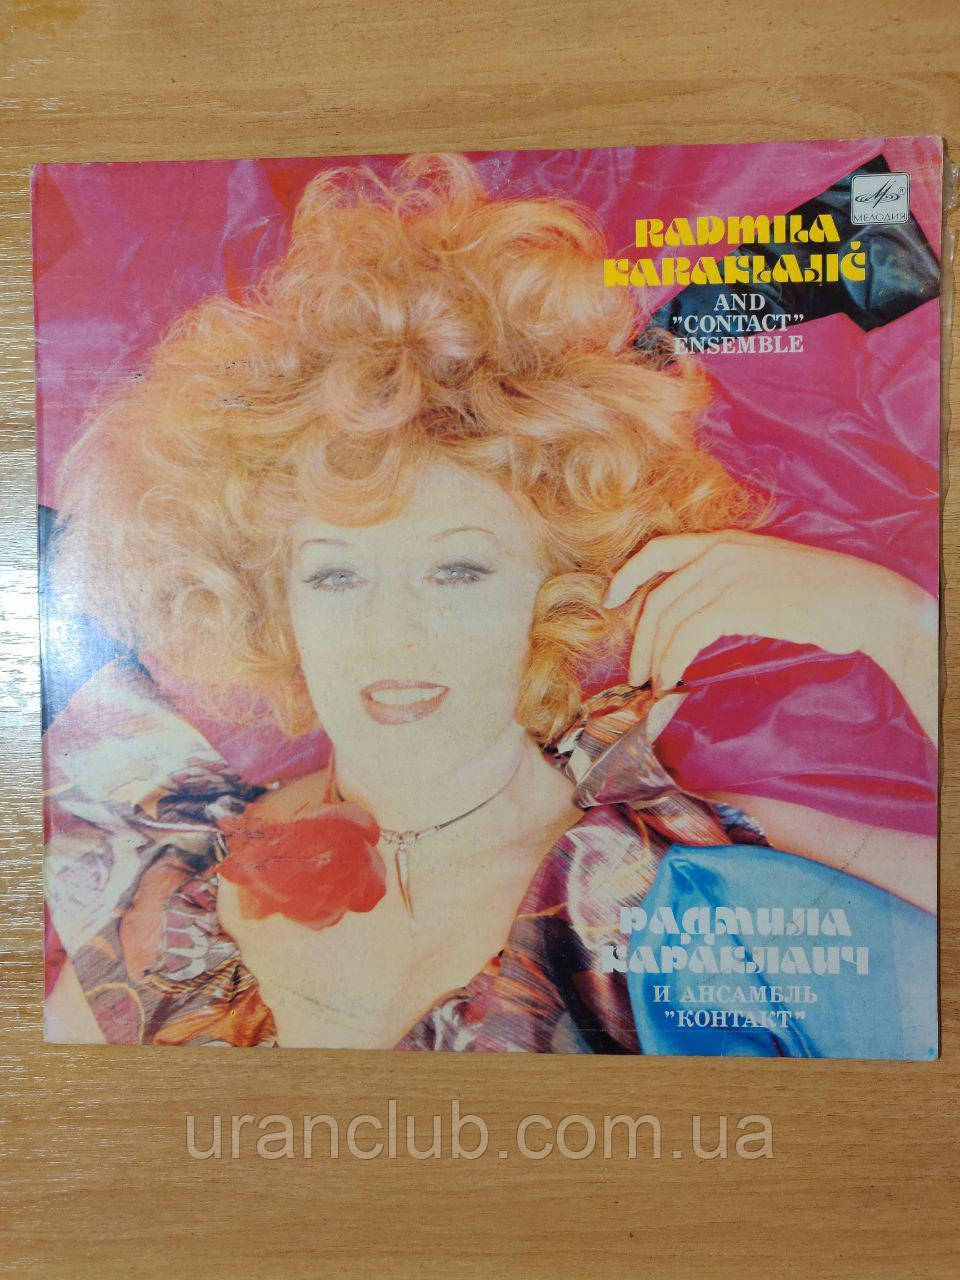 МЕЛОДИЯ
RADMILA
KARAKLAJIĆ
AND
"CONTACT"
ENSEMBLE
РАДМИЛА
КАРАКЛАИЧ
И АНСАМБЛЬ
"КОНТАКТ"
uranclub.com.ua